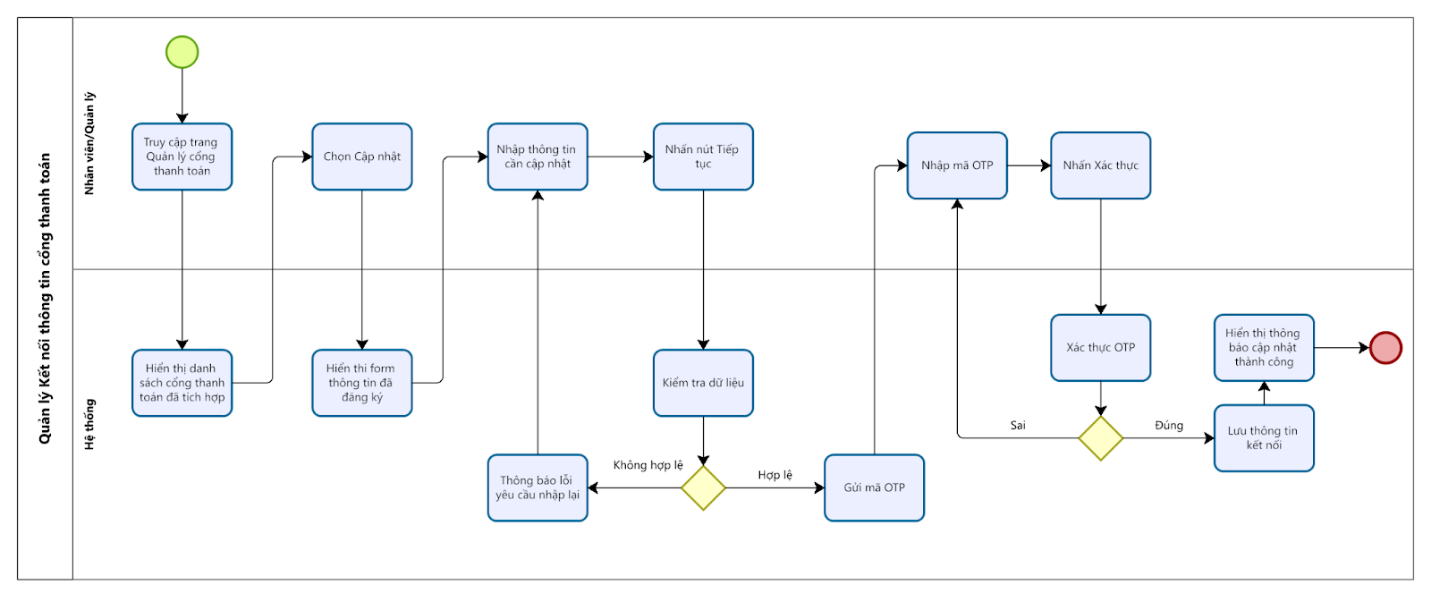 Quản lý Kết nối thông tin cổng thanh toán
Nhân viên/Quản lý
Truy cập trang
Quản lý cổng
thanh toán
Chọn Cập nhật
Nhập thông tin
cần cập nhật
Nhấn nút Tiếp
tục
Nhập mã OTP
Nhấn Xác thực
Hệ thống
Hiển thị danh
sách cổng thanh
toán đã tích hợp
Hiển thi form
thông tin đã
đăng ký
Kiểm tra dữ liệu
Không hợp lệ
Hợp lệ
Thông báo lỗi
yêu cầu nhập lại
Gửi mã OTP
Xác thực OTP
Sai
Đúng
Lưu thông tin
kết nối
Hiển thị thông
báo cập nhật
thành công